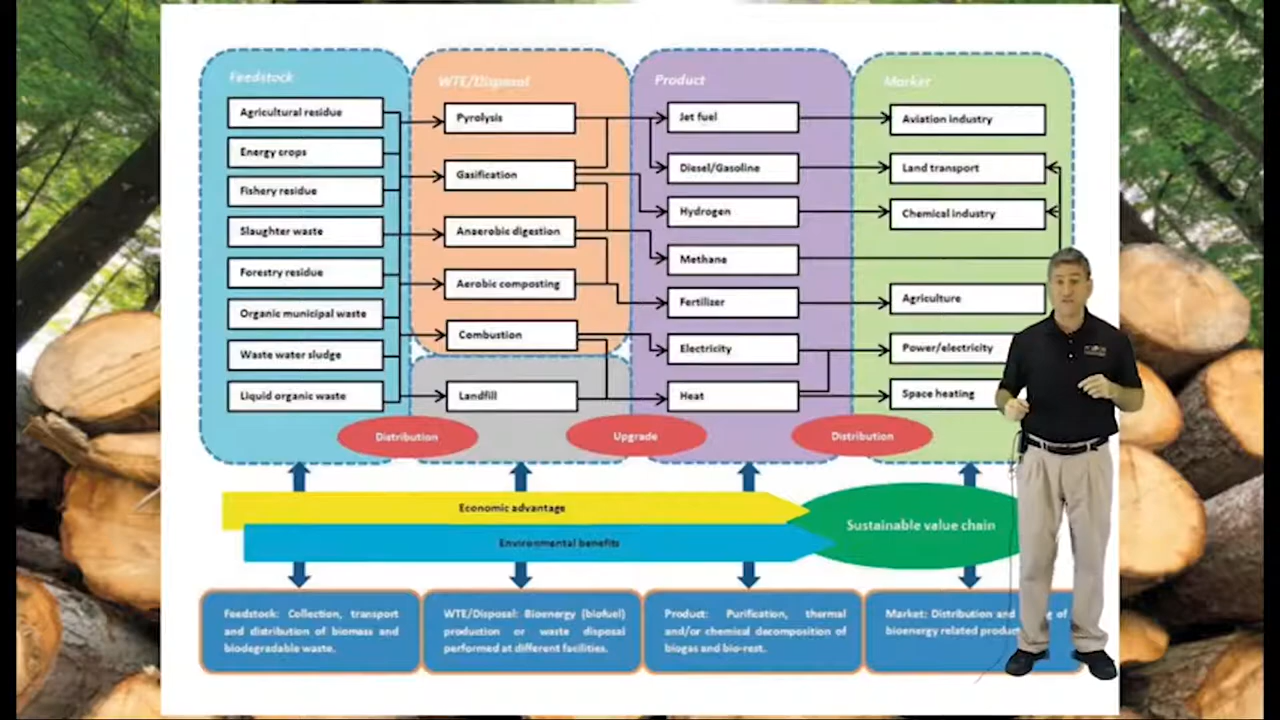 Feedstock
Agricultural residue
Energy crops
Fishery residue
Slaughter waste
Forestry residue
Organic municipal waste
Waste water sludge
Liquid organic waste
WTE/Disposal
Pyrolysis
Gasification
Anaerobic digestion
Aerobic composting
Combustion
Landfill
Product
Jet fuel
Diesel/Gasoline
Hydrogen
Methane
Fertilizer
Electricity
Heat
Market
Aviation industry
Land transport
Chemical industry
Agriculture
Power/electricity
Space heating
Distribution
Upgrade
Distribution
Economic advantage
Environmental benefits
Sustainable value chain
Feedstock: Collection, transport
and distribution of biomass and
biodegradable waste.
WTE/Disposal: Bioenergy (biofuel)
production or waste disposal
performed at different facilities.
Product: Purification, thermal
and/or chemical decomposition of
biogas and bio-rest.
Market: Distribution and of
bioenergy related